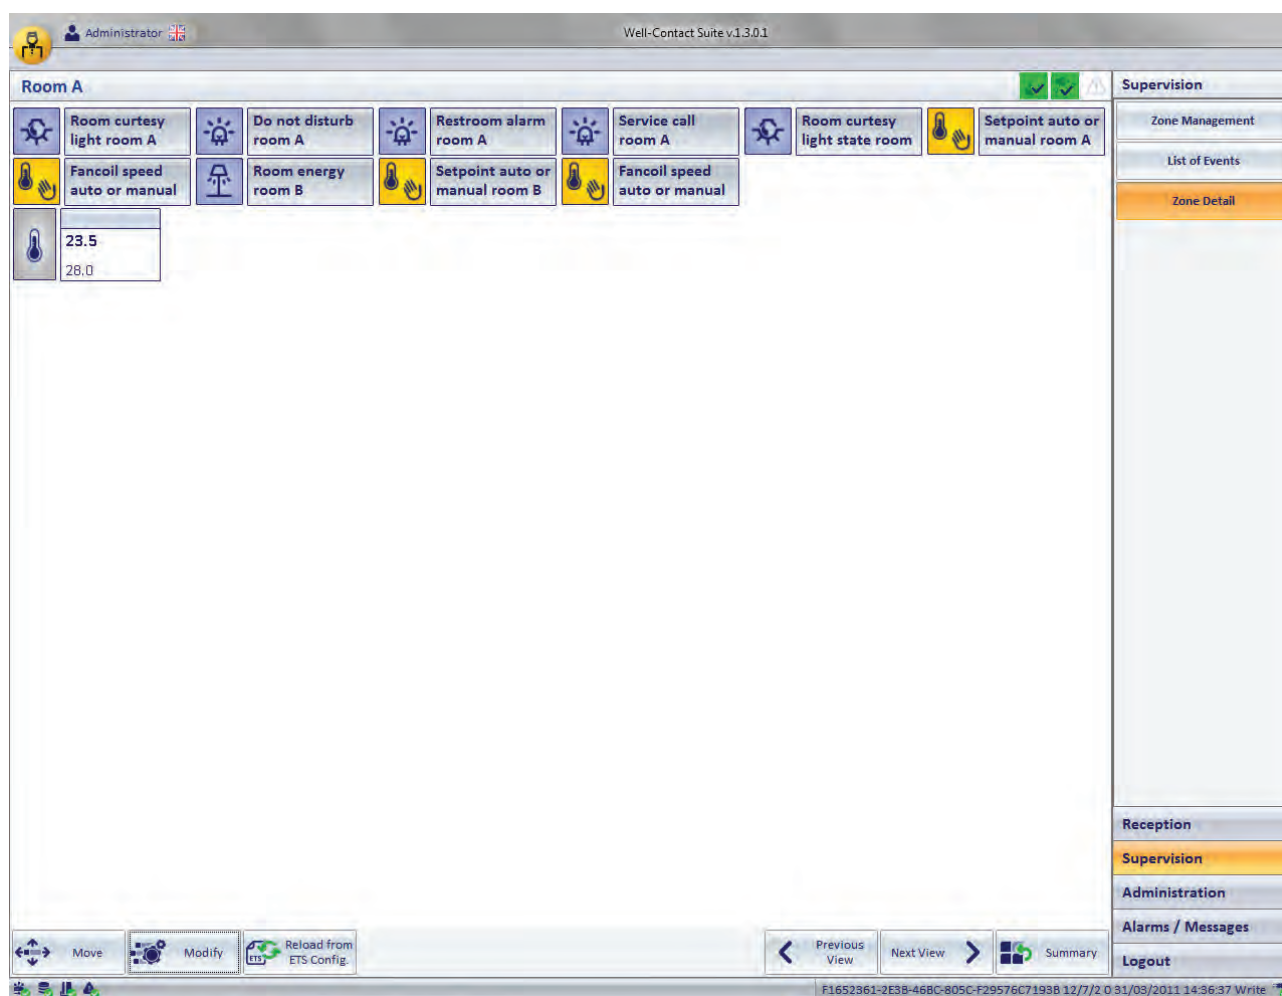 Administrator
Well-Contact Suite v.1.3.0.1
Room A
Supervision
Room curtesy
light room A
Do not disturb
room A
Restroom alarm
room A
Service call
room A
Room curtesy
light state room
Setpoint auto or
manual room A
Fancoil speed
auto or manual
Room energy
room B
Setpoint auto or
manual room B
Fancoil speed
auto or manual
23.5
28.0
Zone Management
List of Events
Zone Detail
Reception
Supervision
Administration
Alarms / Messages
Logout
Move
Modify
ETS
Reload from
ETS Config.
Previous
View
Next View
Summary
F1652361-2E3B-46BC-805C-F29576C7193B 12/7/2 0 31/03/2011 14:36:37 Write